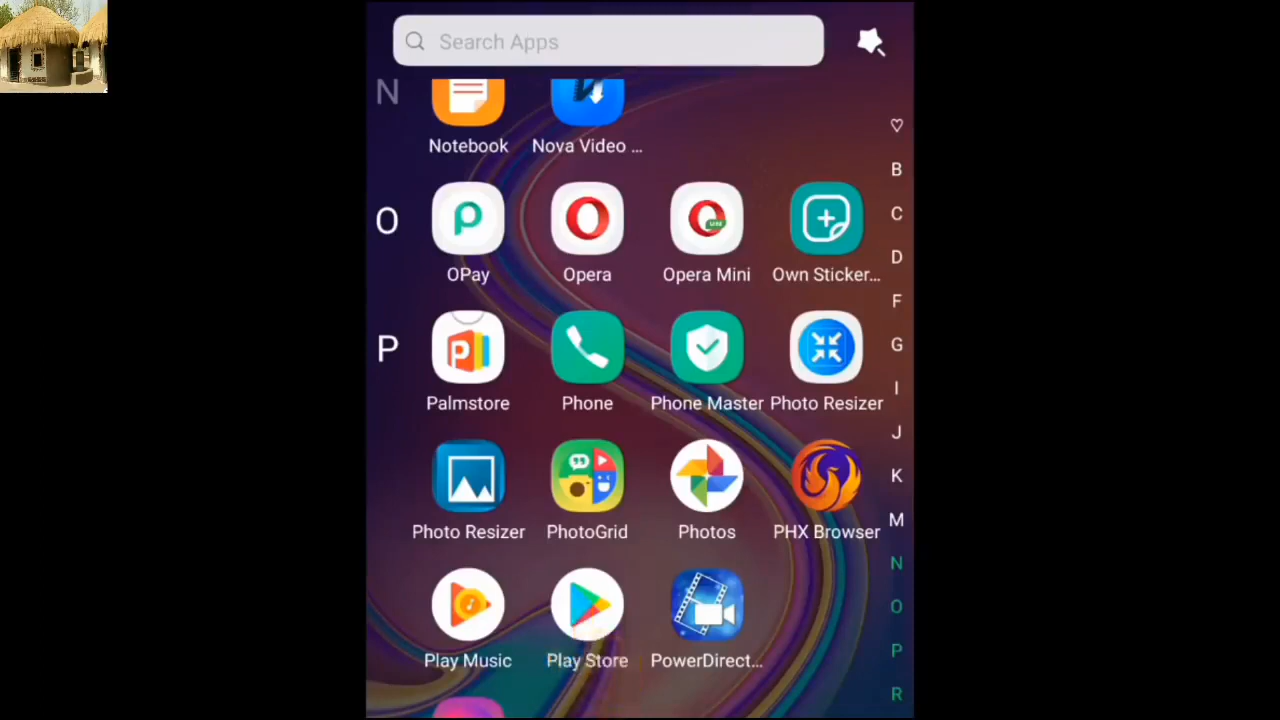 Search Apps
N
Notebook
Nova Video ...
O
OPay
Opera
Opera Mini
Own Sticker...
P
Palmstore
Phone
Phone Master
Photo Resizer
Photo Resizer
PhotoGrid
Photos
PHX Browser
Play Music
Play Store
PowerDirect...
B
C
D
F
G
I
J
K
M
N
O
P
R